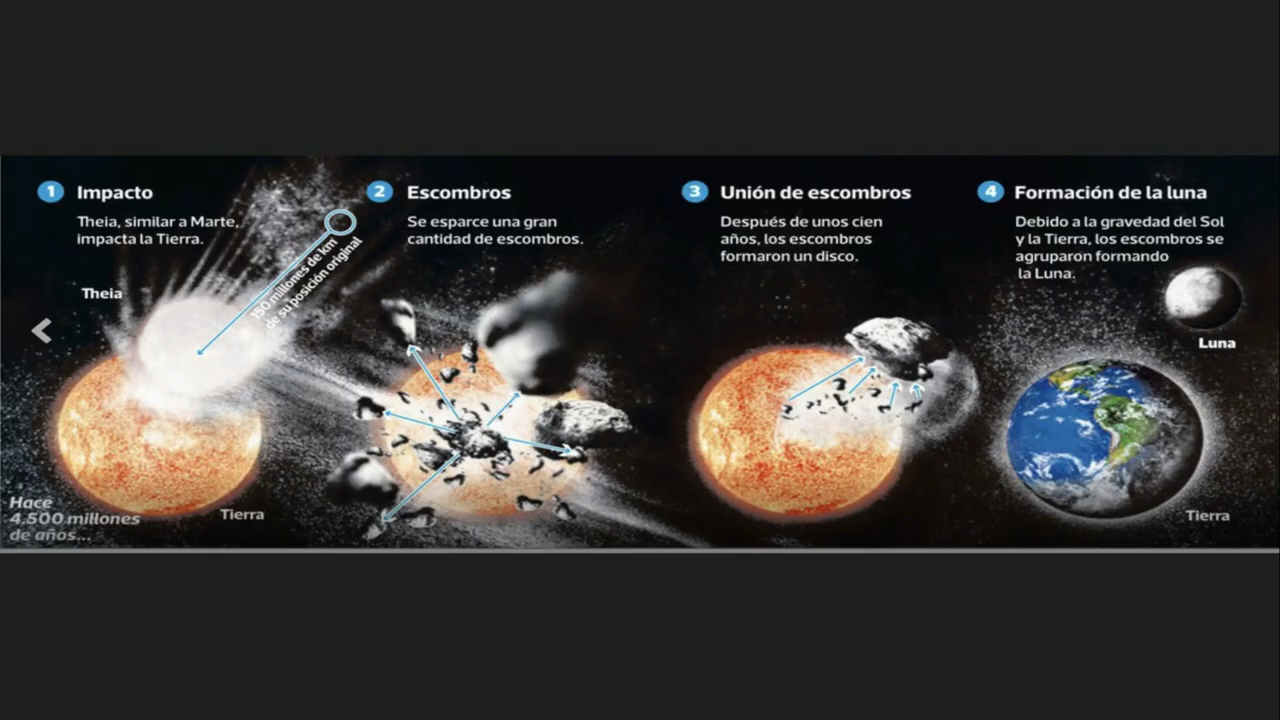 1 Impacto
Theia, similar a Marte,
impacta la Tierra.
150 millones de km
de su posición original
Theia
Tierra
Hace
4.500 millones
de años...
2 Escombros
Se esparce una gran
cantidad de escombros.
3 Unión de escombros
Después de unos cien
años, los escombros
formaron un disco.
4 Formación de la luna
Debido a la gravedad del Sol
y la Tierra, los escombros se
agruparon formando
la Luna.
Luna
Tierra